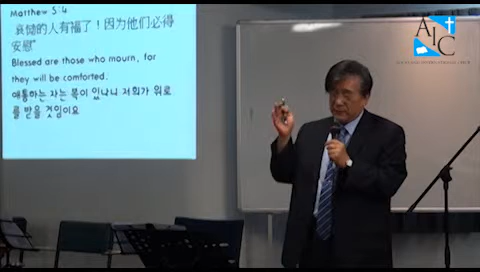 Matthew 5:4
哀恸的人有福了！因为他们必得
安慰”
Blessed are those who mourn, for
they will be comforted.
애통하는 자는 복이 있나니 저희가 위로
를 받을 것임이요
AIC